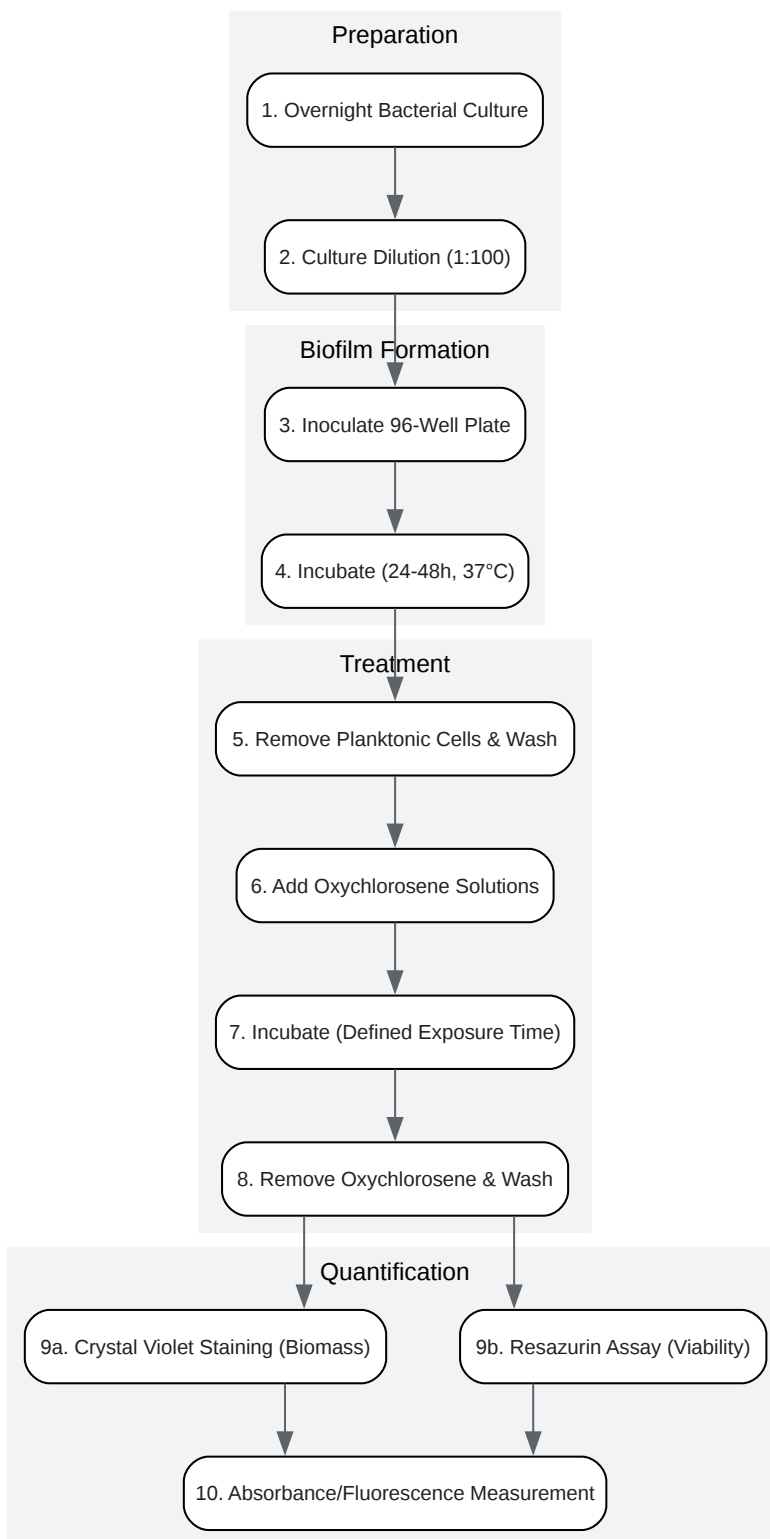 Preparation
1. Overnight Bacterial Culture
2. Culture Dilution (1:100)
Biofilm Formation
3. Inoculate 96-Well Plate
4. Incubate (24-48h, 37°C)
Treatment
5. Remove Planktonic Cells & Wash
6. Add Oxychlorosene Solutions
7. Incubate (Defined Exposure Time)
8. Remove Oxychlorosene & Wash
Quantification
9a. Crystal Violet Staining (Biomass)
9b. Resazurin Assay (Viability)
10. Absorbance/Fluorescence Measurement